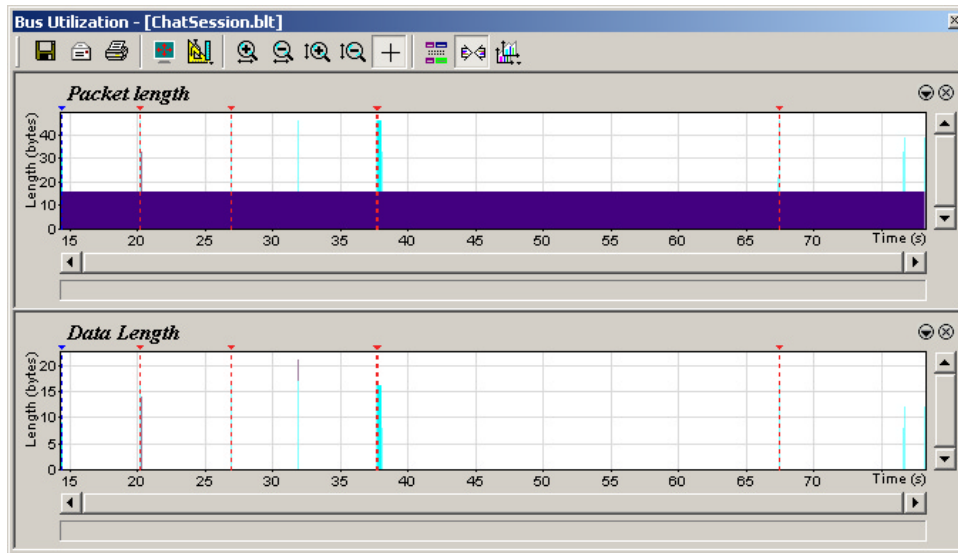 Bus Utilization - [ChatSession.blt]
Packet length
Length (bytes)
40
30
20
10
0
15 20 25 30 35 40 45 50 55 60 65 70 Time (s)
Data Length
Length (bytes)
20
15
10
5
0
15 20 25 30 35 40 45 50 55 60 65 70 Time (s)